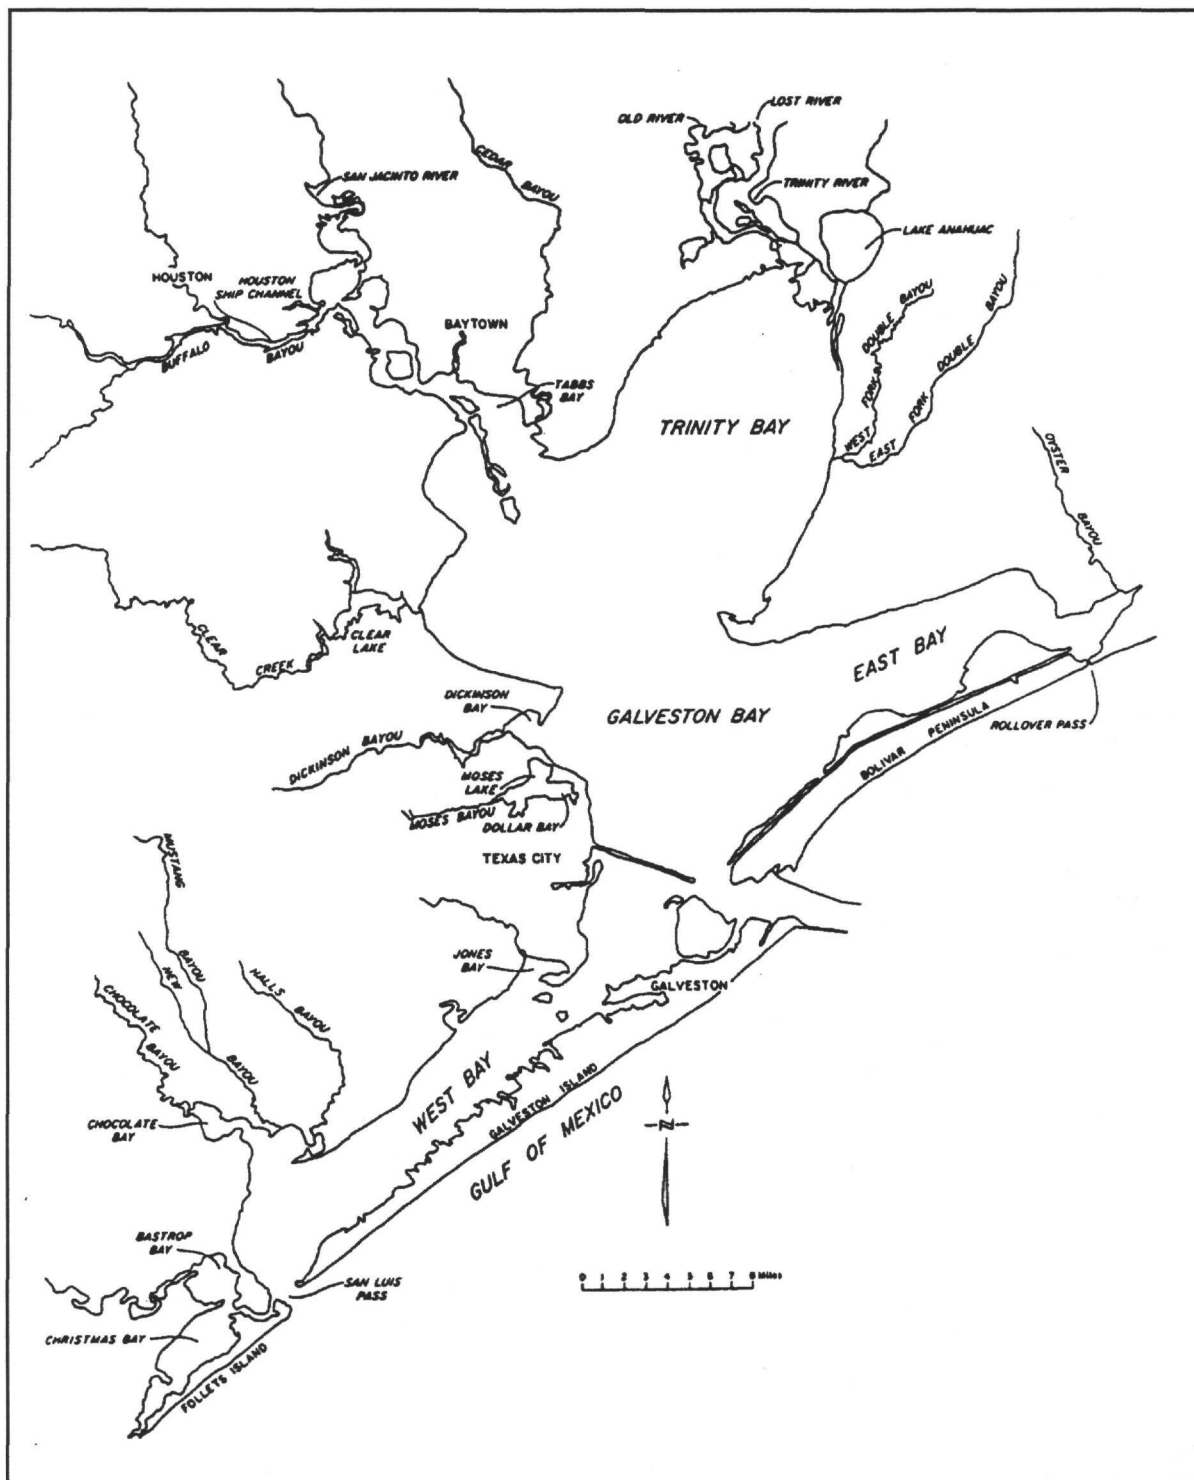 LOST RIVER
OLD RIVER
CEDAR
BAYOU
SAN JACINTO RIVER
TRINITY RIVER
LAKE ANAHUAC
HOUSTON
HOUSTON
SHIP CHANNEL
BAYTOWN
BUFFALO
BAYOU
TABBS
BAY
WEST
FORK
DOUBLE
BAYOU
EAST
FORK
DOUBLE
BAYOU
TRINITY BAY
OYSTER
BAYOU
CLEAR
CREEK
CLEAR
LAKE
EAST BAY
DICKINSON
BAY
GALVESTON BAY
ROLLOVER PASS
BOLIVAR PENINSULA
DICKINSON BAYOU
MOSES
LAKE
MOSES BAYOU
DOLLAR BAY
TEXAS CITY
MUSTANG
BAYOU
NEW
BAYOU
HALLS
BAYOU
JONES
BAY
GALVESTON
CHOCOLATE
BAYOU
CHOCOLATE
BAY
WEST BAY
GALVESTON ISLAND
GULF OF MEXICO
N
BASTROP
BAY
SAN LUIS
PASS
0 1 2 3 4 5 6 7 8 Miles
CHRISTMAS BAY
FOLLETS ISLAND